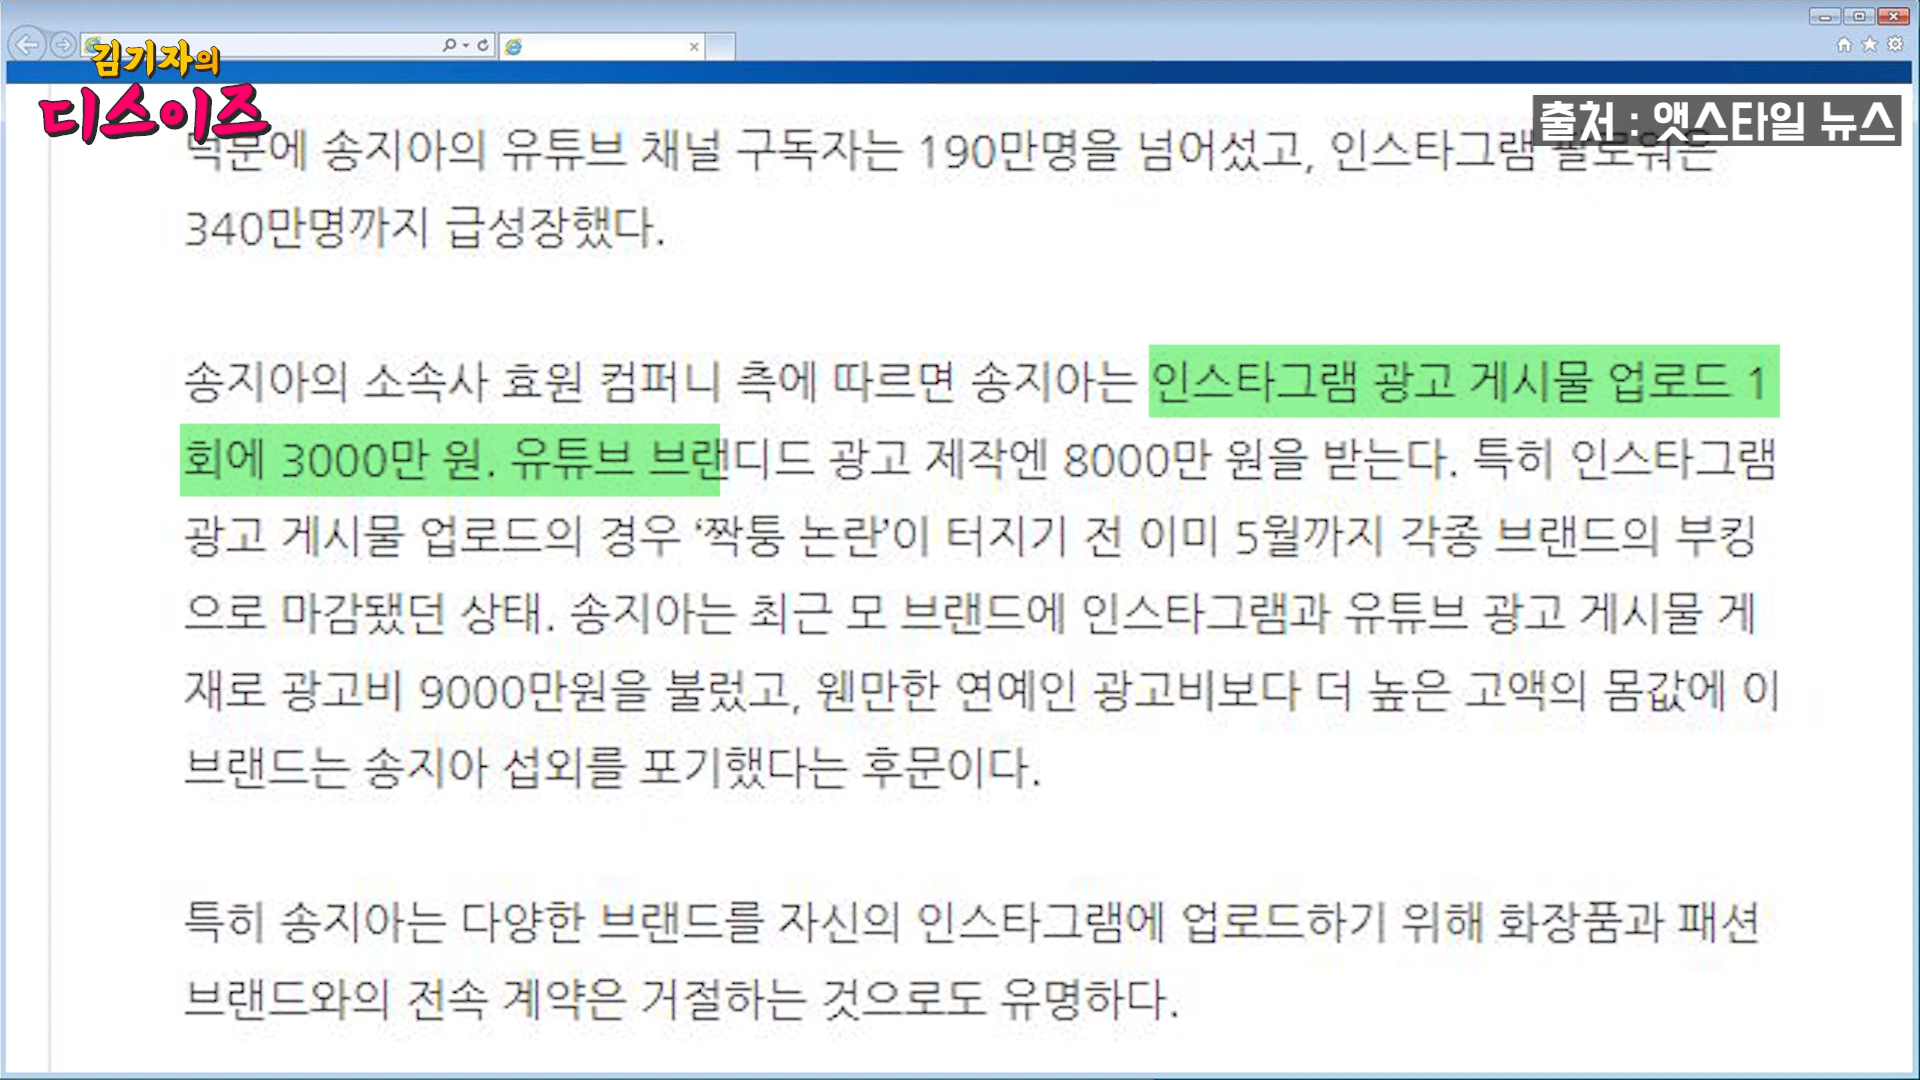 김기자의
디스이즈
출처 : 앳스타일 뉴스
덕분에 송지아의 유튜브 채널 구독자는 190만명을 넘어섰고, 인스타그램 팔로워은
340만명까지 급성장했다.
송지아의 소속사 효원 컴퍼니 측에 따르면 송지아는 인스타그램 광고 게시물 업로드 1
회에 3000만 원. 유튜브 브랜디드 광고 제작엔 8000만 원을 받는다. 특히 인스타그램
광고 게시물 업로드의 경우 ‘짝퉁 논란’이 터지기 전 이미 5월까지 각종 브랜드의 부킹
으로 마감됐던 상태. 송지아는 최근 모 브랜드에 인스타그램과 유튜브 광고 게시물 게
재로 광고비 9000만원을 불렀고, 웬만한 연예인 광고비보다 더 높은 고액의 몸값에 이
브랜드는 송지아 섭외를 포기했다는 후문이다.
특히 송지아는 다양한 브랜드를 자신의 인스타그램에 업로드하기 위해 화장품과 패션
브랜드와의 전속 계약은 거절하는 것으로도 유명하다.